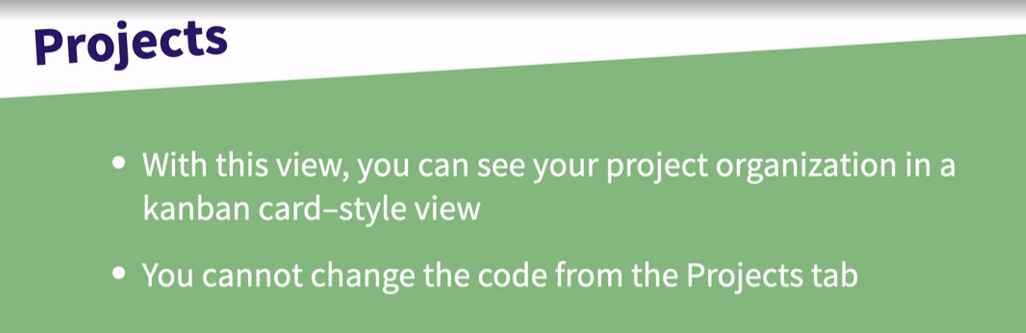 Projects
• With this view, you can see your project organization in a
kanban card–style view
• You cannot change the code from the Projects tab